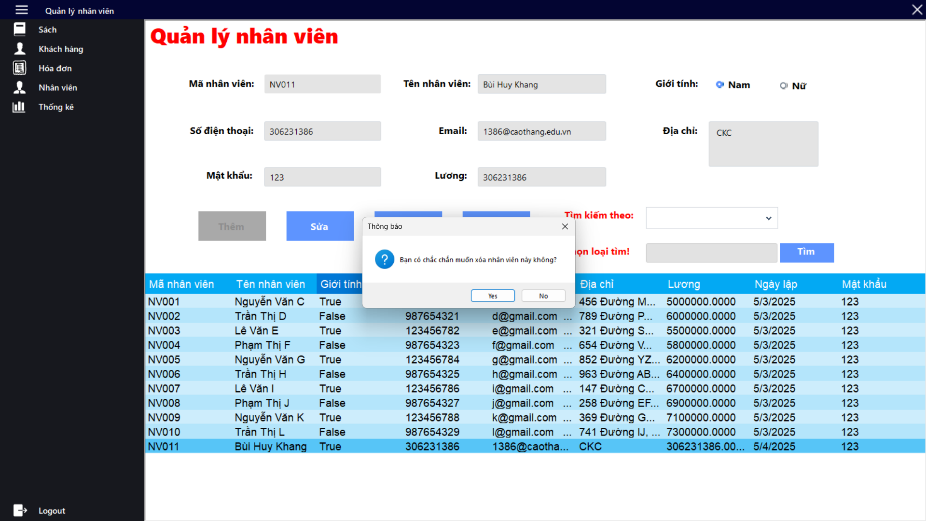 Quản lý nhân viên
Sách
Khách hàng
Hóa đơn
Nhân viên
Thống kê
Logout
Quản lý nhân viên
Mã nhân viên: NV011 Tên nhân viên: Bùi Huy Khang Giới tính: Nam Nữ
Số điện thoại: 306231386 Email: 1386@caothang.edu.vn Địa chỉ: CKC
Mật khẩu: 123 Lương: 306231386
Thêm Sửa Tìm kiếm theo:
họn loại tìm! Tìm
Thông báo
Bạn có chắc chắn muốn xóa nhân viên này không?
Yes No
Mã nhân viên Tên nhân viên Giới tính Địa chỉ Lương Ngày lập Mật khẩu
NV001 Nguyễn Văn C True 456 Đường M... 5000000.0000 5/3/2025 123
NV002 Trần Thị D False 987654321 d@gmail.com ... 789 Đường P... 6000000.0000 5/3/2025 123
NV003 Lê Văn E True 123456782 e@gmail.com ... 321 Đường S... 5500000.0000 5/3/2025 123
NV004 Phạm Thị F False 987654323 f@gmail.com ... 654 Đường V... 5800000.0000 5/3/2025 123
NV005 Nguyễn Văn G True 123456784 g@gmail.com ... 852 Đường YZ... 6200000.0000 5/3/2025 123
NV006 Trần Thị H False 987654325 h@gmail.com ... 963 Đường AB... 6400000.0000 5/3/2025 123
NV007 Lê Văn I True 123456786 i@gmail.com ... 147 Đường C... 6700000.0000 5/3/2025 123
NV008 Phạm Thị J False 987654327 j@gmail.com ... 258 Đường EF... 6900000.0000 5/3/2025 123
NV009 Nguyễn Văn K True 123456788 k@gmail.com ... 369 Đường G... 7100000.0000 5/3/2025 123
NV010 Trần Thị L False 987654329 l@gmail.com ... 741 Đường IJ, ... 7300000.0000 5/3/2025 123
NV011 Bùi Huy Khang True 306231386 1386@caotha... CKC 306231386.00... 5/4/2025 123